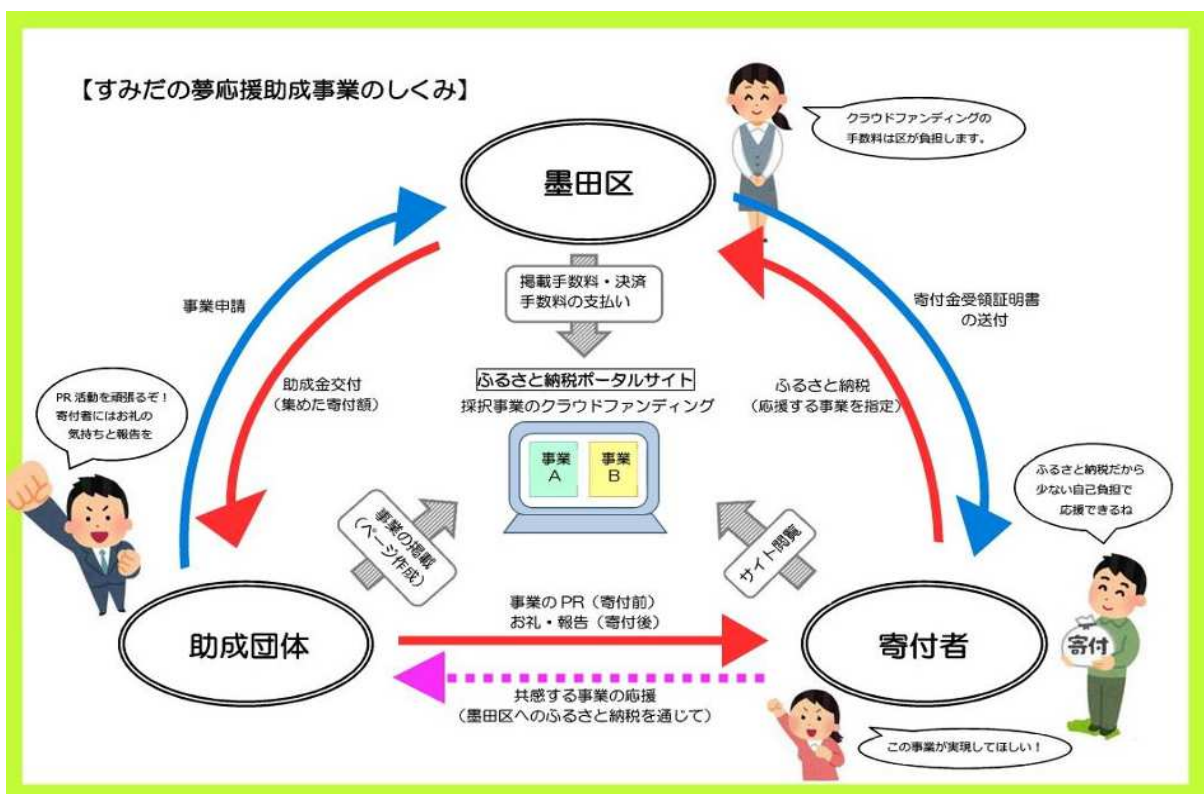 【すみだの夢応援助成事業のしくみ】
クラウドファンディングの
手数料は区が負担します。
墨田区
掲載手数料・決済
手数料の支払い
事業申請
寄付金受領証明書
の送付
助成金交付
(集めた寄付額)
ふるさと納税ポータルサイト
採択事業のクラウドファンディング
ふるさと納税
(応援する事業を指定)
PR活動を頑張るぞ!
寄付者にはお礼の
気持ちと報告を
事業
A
事業
B
ふるさと納税だから
少ない自己負担で
応援できるね
事業の掲載
(ページ作成)
サイト閲覧
事業のPR(寄付前)
お礼・報告(寄付後)
助成団体
寄付者
寄付
共感する事業の応援
(墨田区へのふるさと納税を通じて)
この事業が実現してほしい!